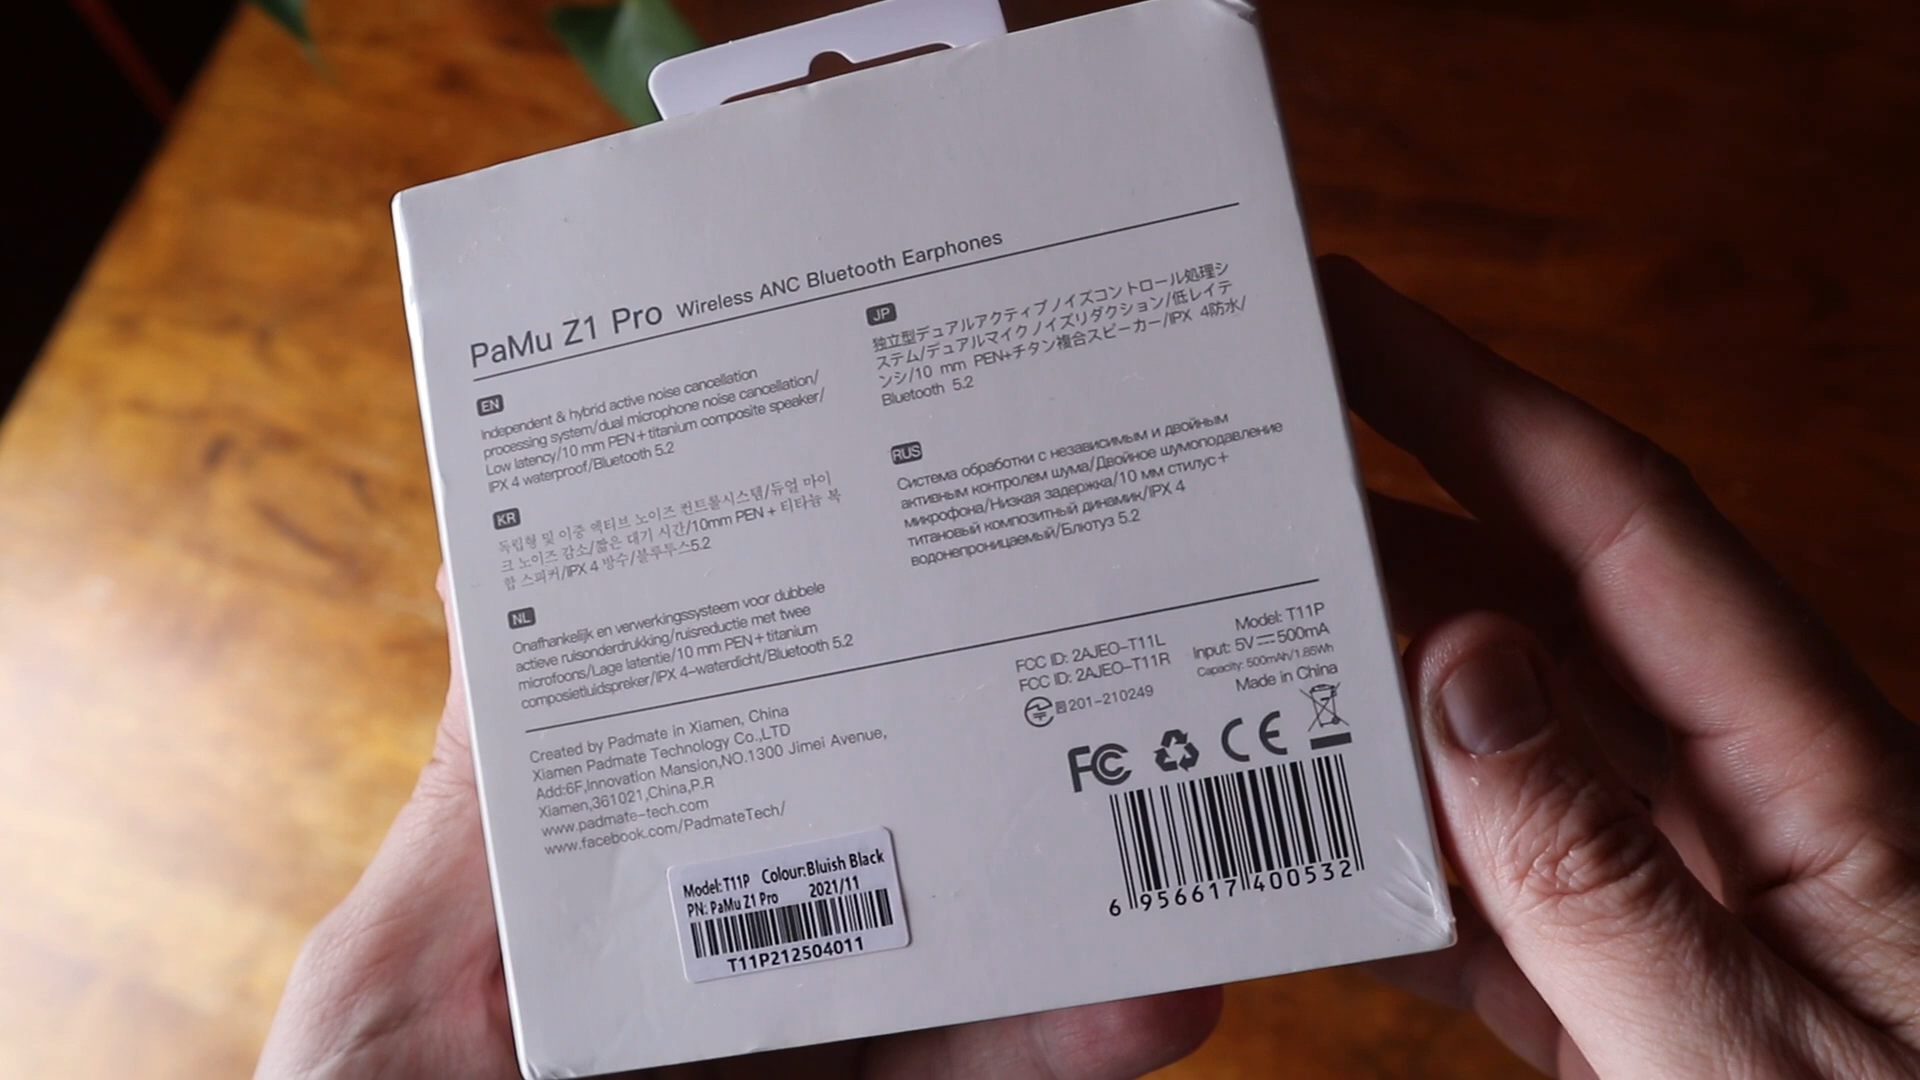 PaMu Z1 Pro Wireless ANC Bluetooth Earphones
EN
Independent & hybrid active noise cancellation
processing system/dual microphone noise cancellation/
Low latency/10 mm PEN+titanium composite speaker/
IPX 4 waterproof/Bluetooth 5.2
KR
독립형 및 이중 액티브 노이즈 컨트롤시스템/듀얼 마이
크 노이즈 감소/짧은 대기 시간/10mm PEN + 티타늄 복
합 스피커/IPX 4 방수/블루투스5.2
NL
Onafhankelijk en verwerkingssysteem voor dubbele
actieve ruisonderdrukking/ruisreductie met twee
microfoons/Lage latentie/10 mm PEN+titanium
composietluidspreker/IPX 4-waterdicht/Bluetooth 5.2
JP
独立型デュアルアクティブノイズコントロール処理シ
ステム/デュアルマイクノイズリダクション/低レイテ
ンシ/10 mm PEN+チタン複合スピーカー/IPX 4防水/
Bluetooth 5.2
RUS
Система обработки с независимым и двойным
активным контролем шума/Двойное шумоподавление
микрофона/Низкая задержка/10 мм стилус+
титановый композитный динамик/IPX 4
водонепроницаемый/Блютуз 5.2
Created by Padmate in Xiamen, China
Xiamen Padmate Technology Co.,LTD
Add:6F,Innovation Mansion,NO.1300 Jimei Avenue,
Xiamen,361021,China,P.R
www.padmate-tech.com
www.facebook.com/PadmateTech/
FCC ID: 2AJEO-T11L
FCC ID: 2AJEO-T11R
201-210249
Model: T11P
Input: 5V⎓500mA
Capacity: 500mAh/1.85Wh
Made in China
FC CE
6 956617 400532
Model:T11P Colour:Bluish Black
PN: PaMu Z1 Pro 2021/11
T11P212504011